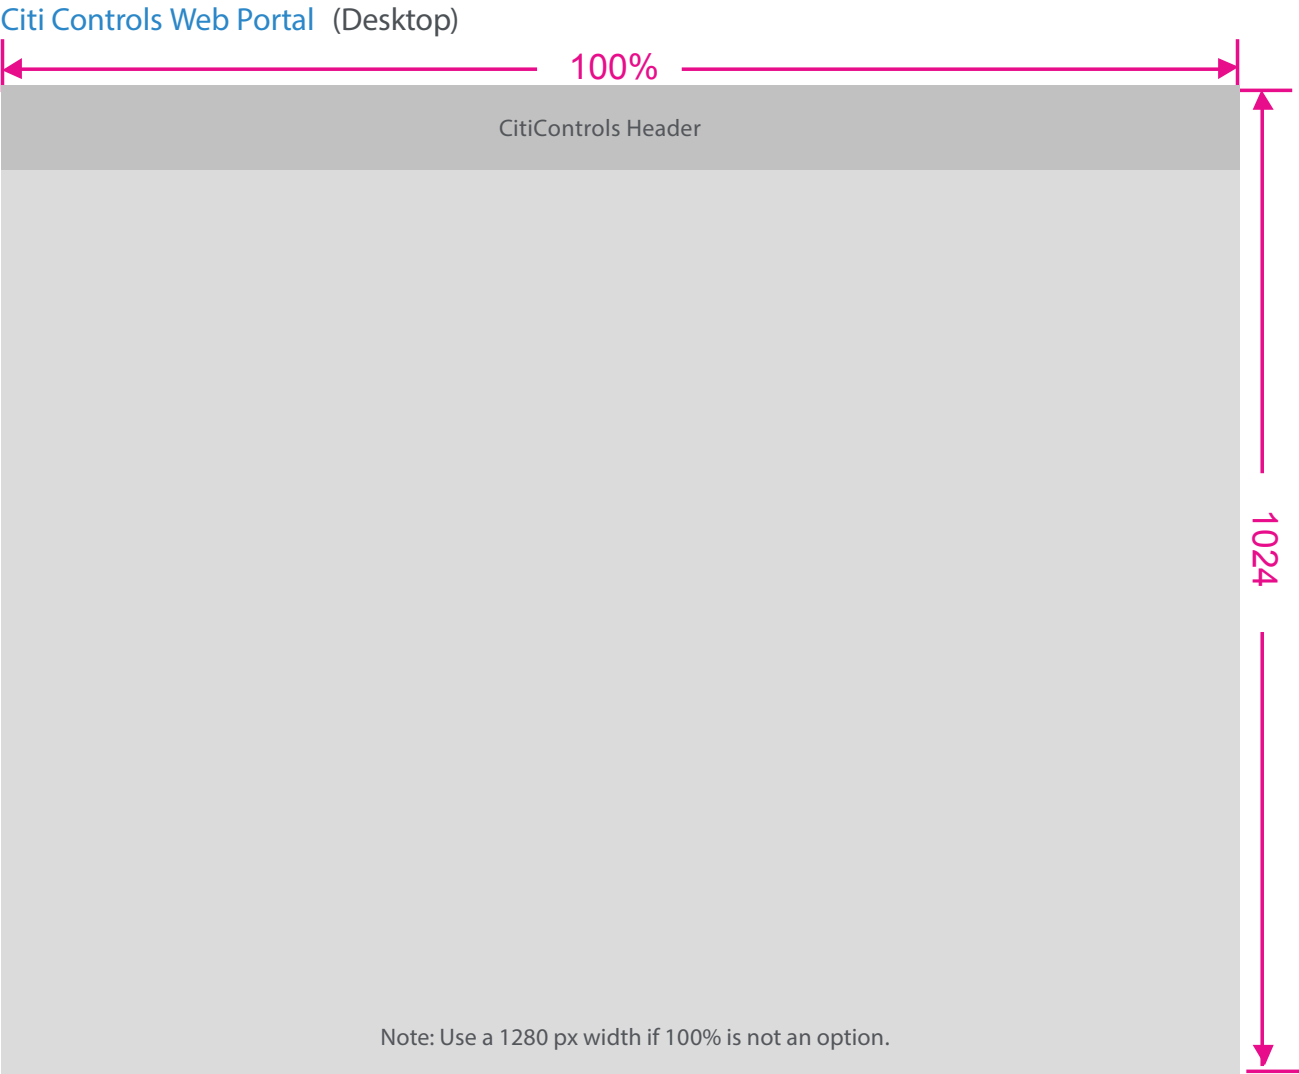 Citi Controls Web Portal (Desktop)
100%
CitiControls Header
1024
Note: Use a 1280 px width if 100% is not an option.